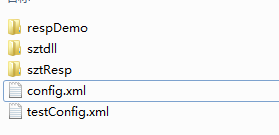 respDemo
sztdll
sztResp
config.xml
testConfig.xml